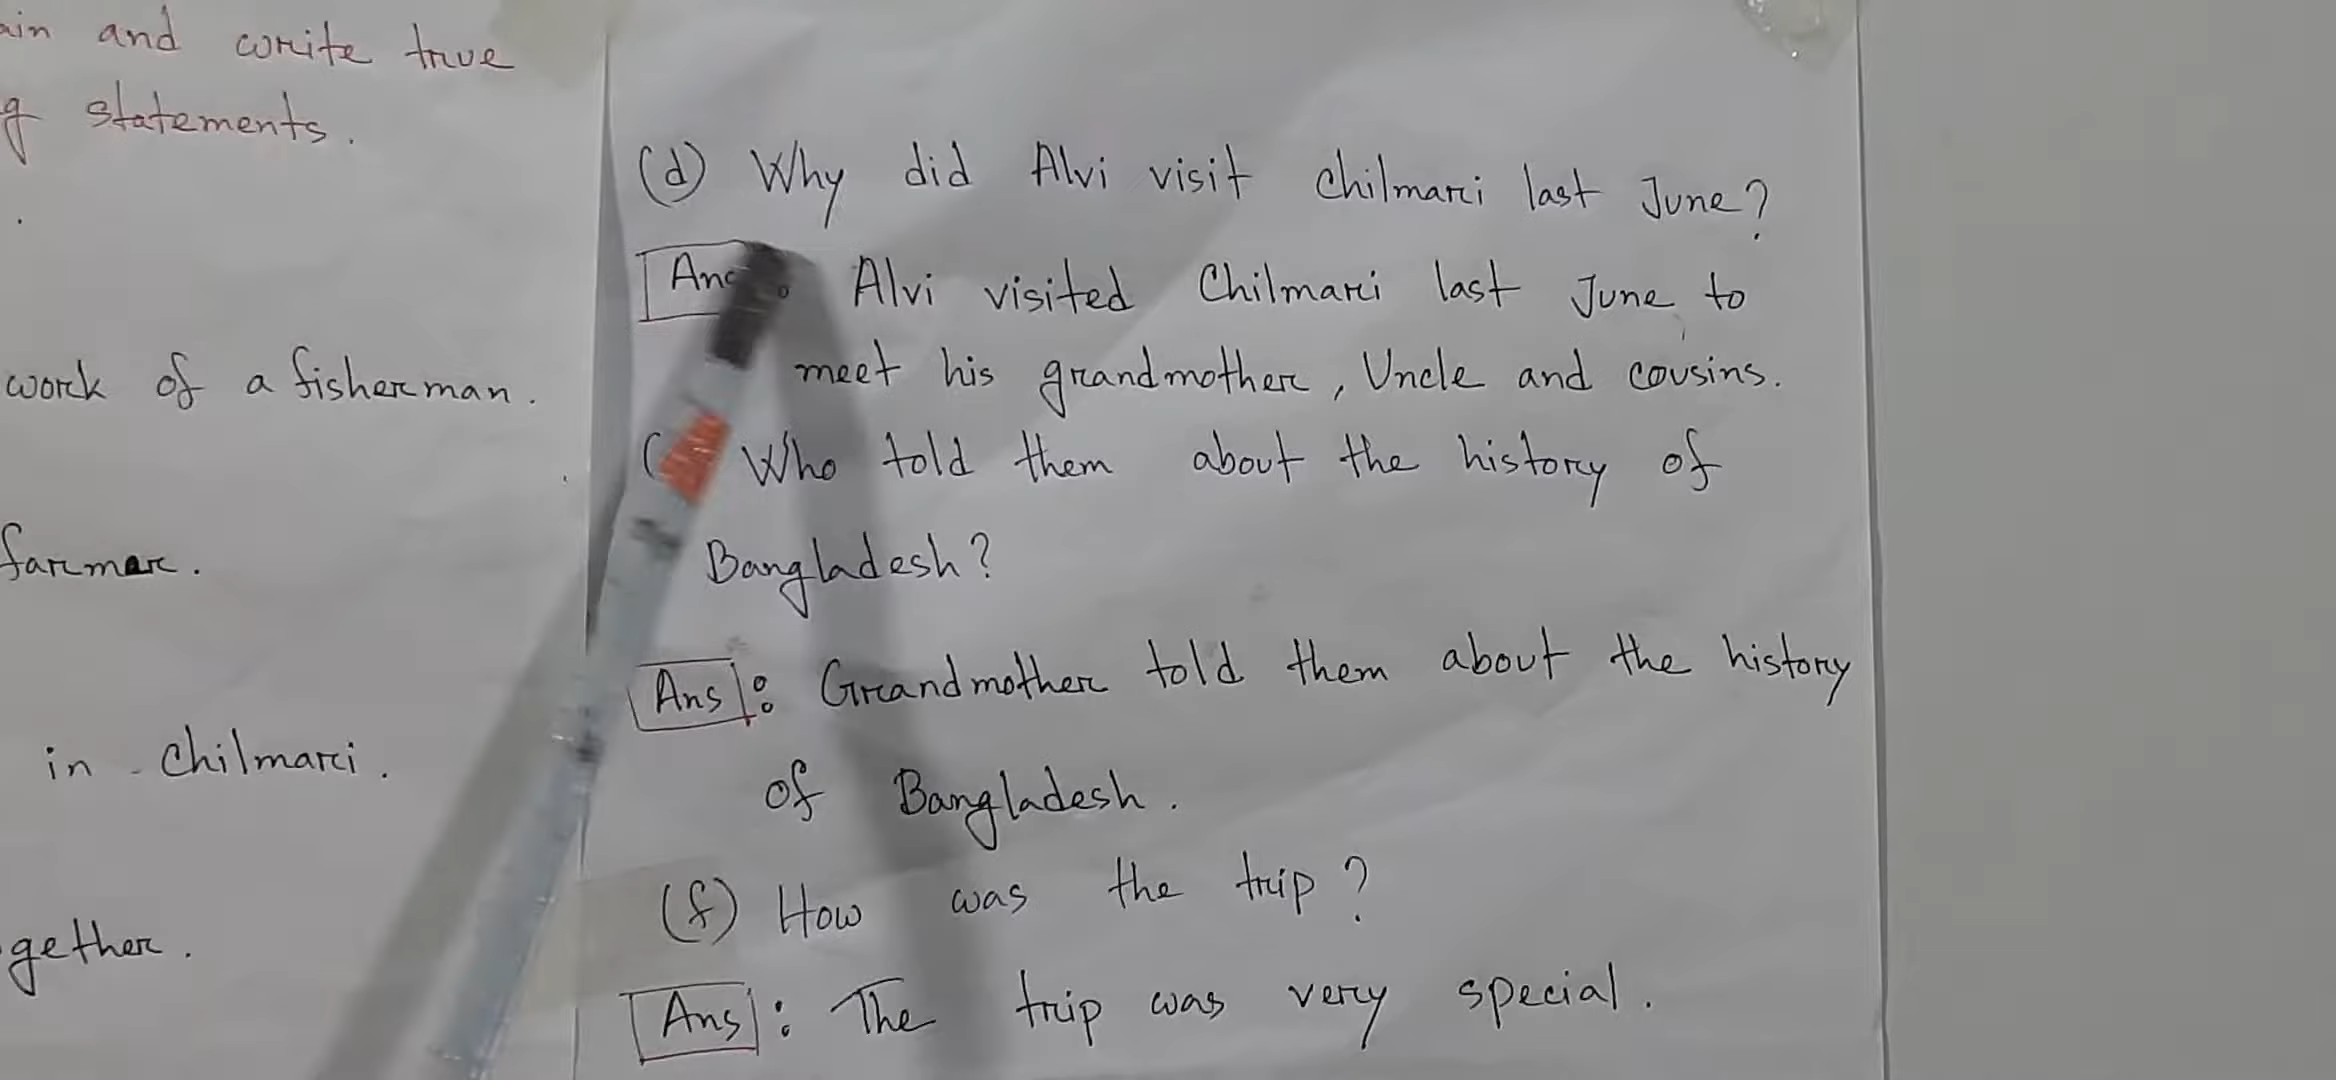 and write true
statements.
work of a fisherman.
farmer.
in - Chilmari.
gether.
(d) Why did Alvi visit Chilmari last June?
Ans: Alvi visited Chilmari last June to
meet his grandmother, Uncle and cousins.
( Who told them about the history of
Bangladesh?
Ans: Grandmother told them about the history
of Bangladesh.
(f) How was the trip?
Ans: The trip was very special.